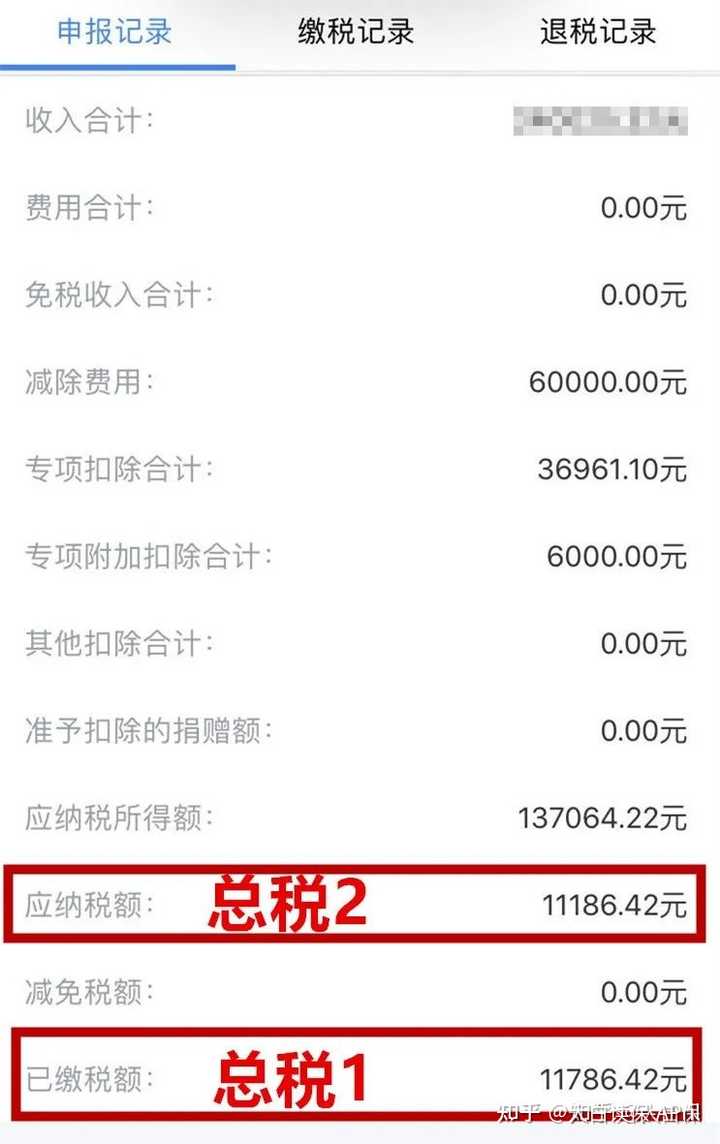 申报记录 缴税记录 退税记录
收入合计：
费用合计： 0.00元
免税收入合计： 0.00元
减除费用： 60000.00元
专项扣除合计： 36961.10元
专项附加扣除合计： 6000.00元
其他扣除合计： 0.00元
准予扣除的捐赠额： 0.00元
应纳税所得额： 137064.22元
应纳税额： 总税2 11186.42元
减免税额： 0.00元
已缴税额： 总税1 11786.42元
知乎